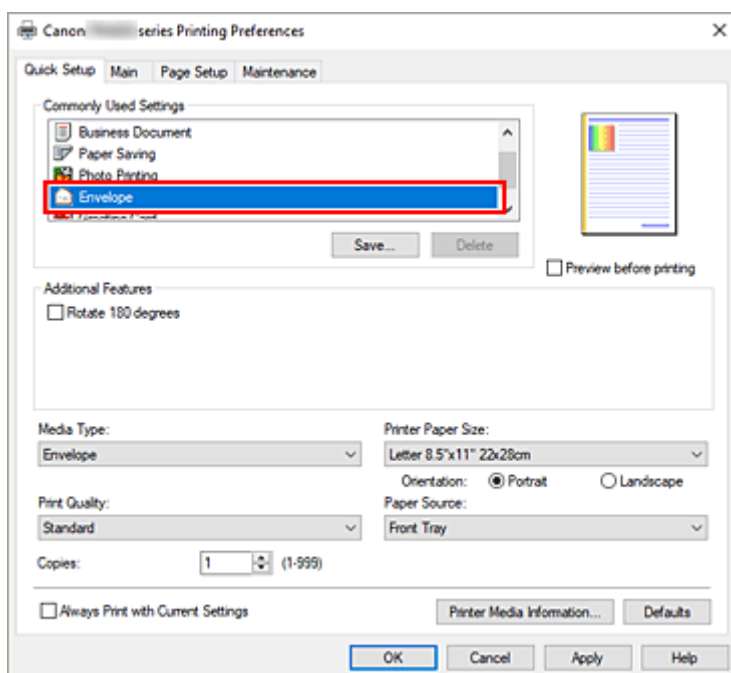 Canon series Printing Preferences
Quick Setup Main Page Setup Maintenance
Commonly Used Settings
Business Document
Paper Saving
Photo Printing
Envelope
Greeting Card
Save... Delete
Preview before printing
Additional Features
Rotate 180 degrees
Media Type: Printer Paper Size:
Envelope Letter 8.5"x11" 22x28cm
Orientation: Portrait Landscape
Print Quality: Paper Source:
Standard Front Tray
Copies: 1 (1-999)
Always Print with Current Settings Printer Media Information... Defaults
OK Cancel Apply Help